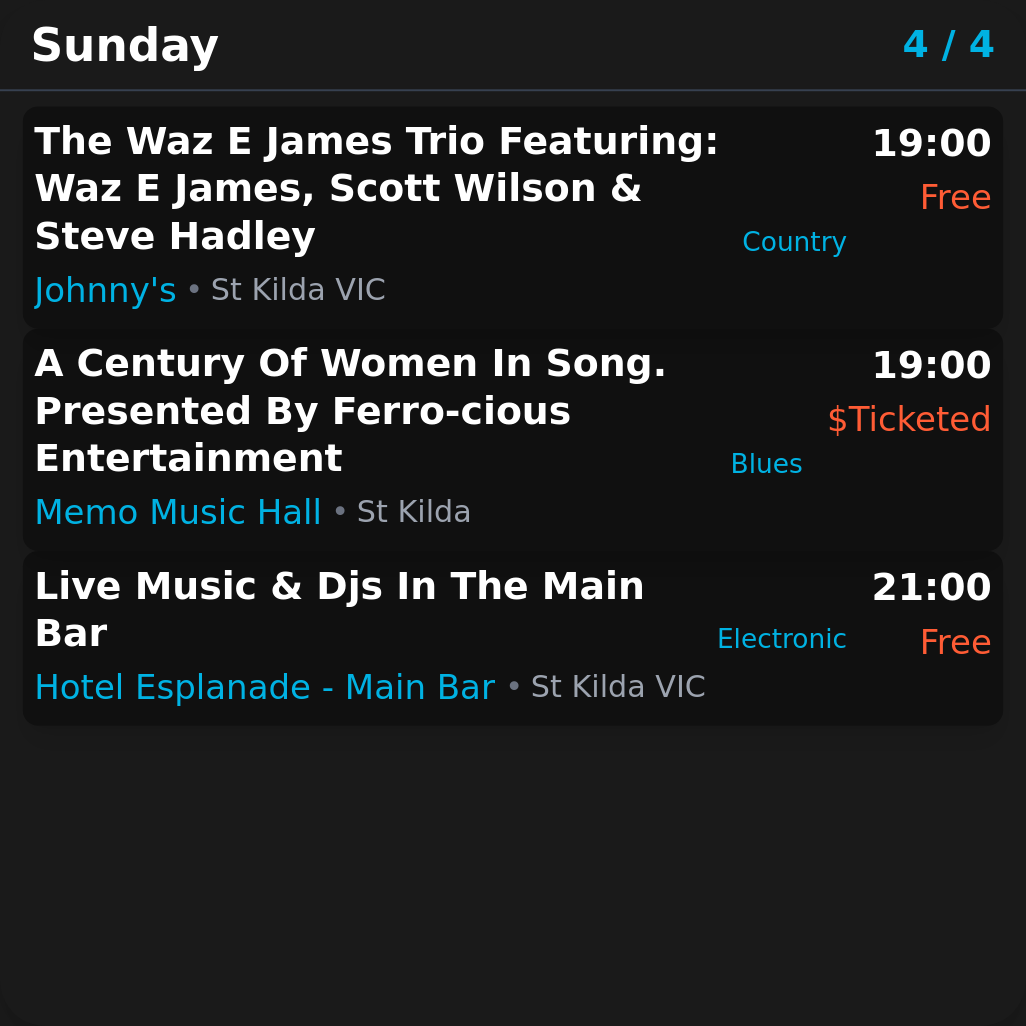 Sunday
4 / 4
The Waz E James Trio Featuring:
Waz E James, Scott Wilson &
Steve Hadley
19:00
Free
Country
Johnny's • St Kilda VIC
A Century Of Women In Song.
Presented By Ferro-cious
Entertainment
19:00
$Ticketed
Blues
Memo Music Hall • St Kilda
Live Music & Djs In The Main
Bar
21:00
Electronic
Free
Hotel Esplanade - Main Bar • St Kilda VIC